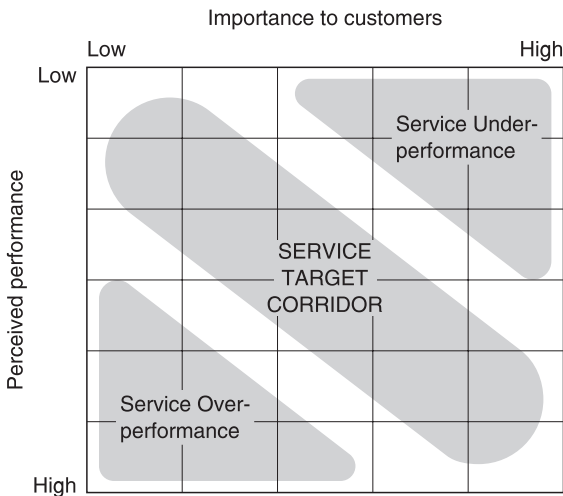 Importance to customers
Low
High
Low
Service Under-
performance
Perceived performance
SERVICE
TARGET
CORRIDOR
Service Over-
performance
High